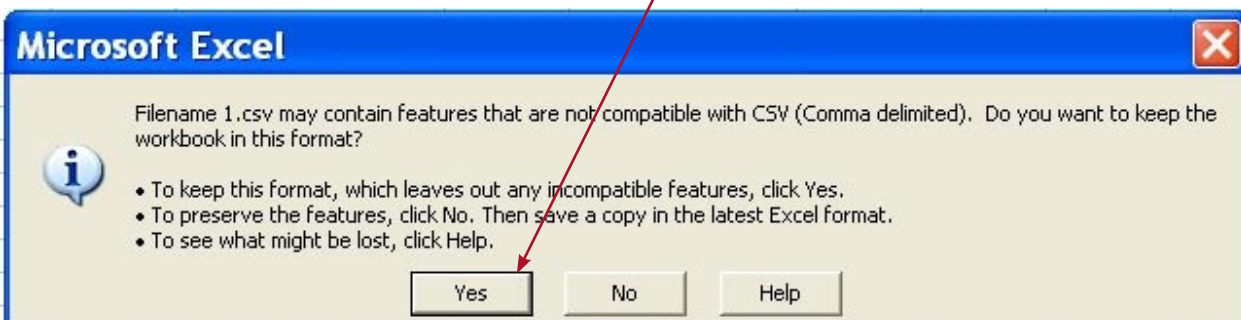 Microsoft Excel
Filename 1.csv may contain features that are not compatible with CSV (Comma delimited). Do you want to keep the
workbook in this format?
• To keep this format, which leaves out any incompatible features, click Yes.
• To preserve the features, click No. Then save a copy in the latest Excel format.
• To see what might be lost, click Help.
Yes No Help